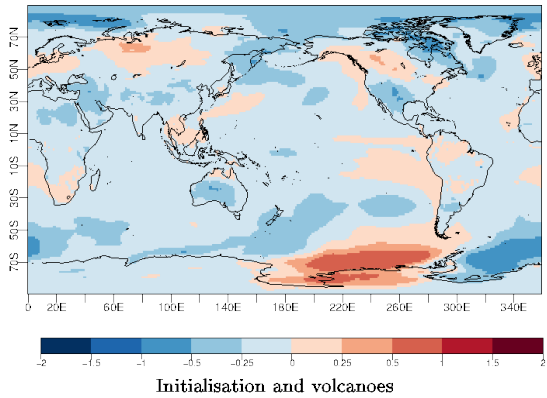 70N
50N
30N
10N
10S
30S
50S
70S
0 20E 60E 100E 140E 180E 220E 260E 300E 340E
-2 -1.5 -1 -0.5 -0.25 0 0.25 0.5 1 1.5 2
Initialisation and volcanoes